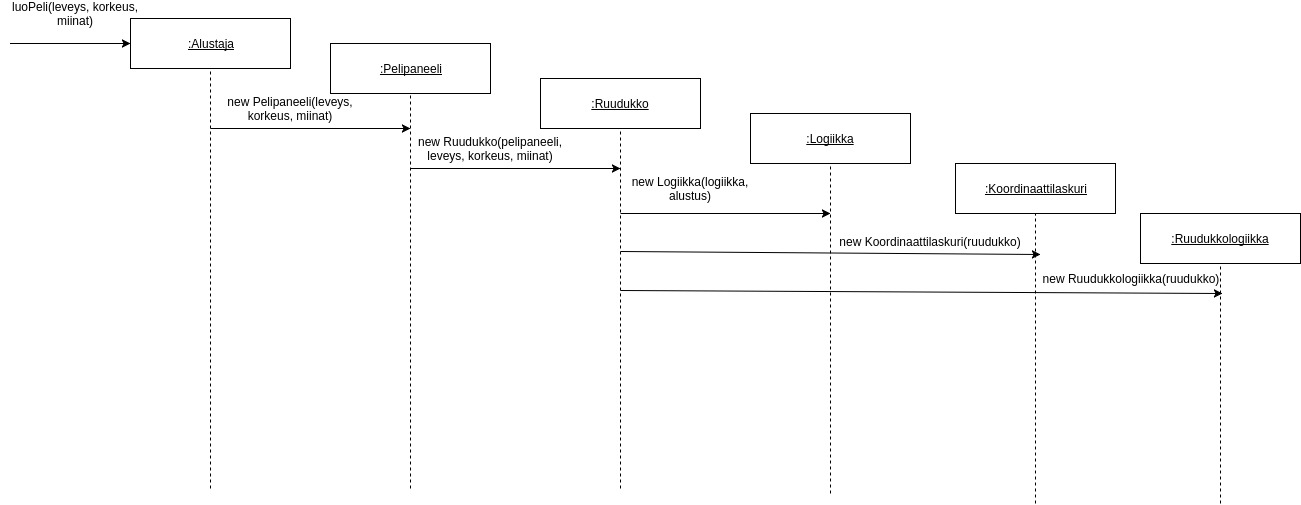 luoPeli(leveys, korkeus,
miinat)
:Alustaja
:Pelipaneeli
new Pelipaneeli(leveys,
korkeus, miinat)
:Ruudukko
new Ruudukko(pelipaneeli,
leveys, korkeus, miinat)
:Logiikka
new Logiikka(logiikka,
alustus)
:Koordinaattilaskuri
new Koordinaattilaskuri(ruudukko)
:Ruudukkologiikka
new Ruudukkologiikka(ruudukko)